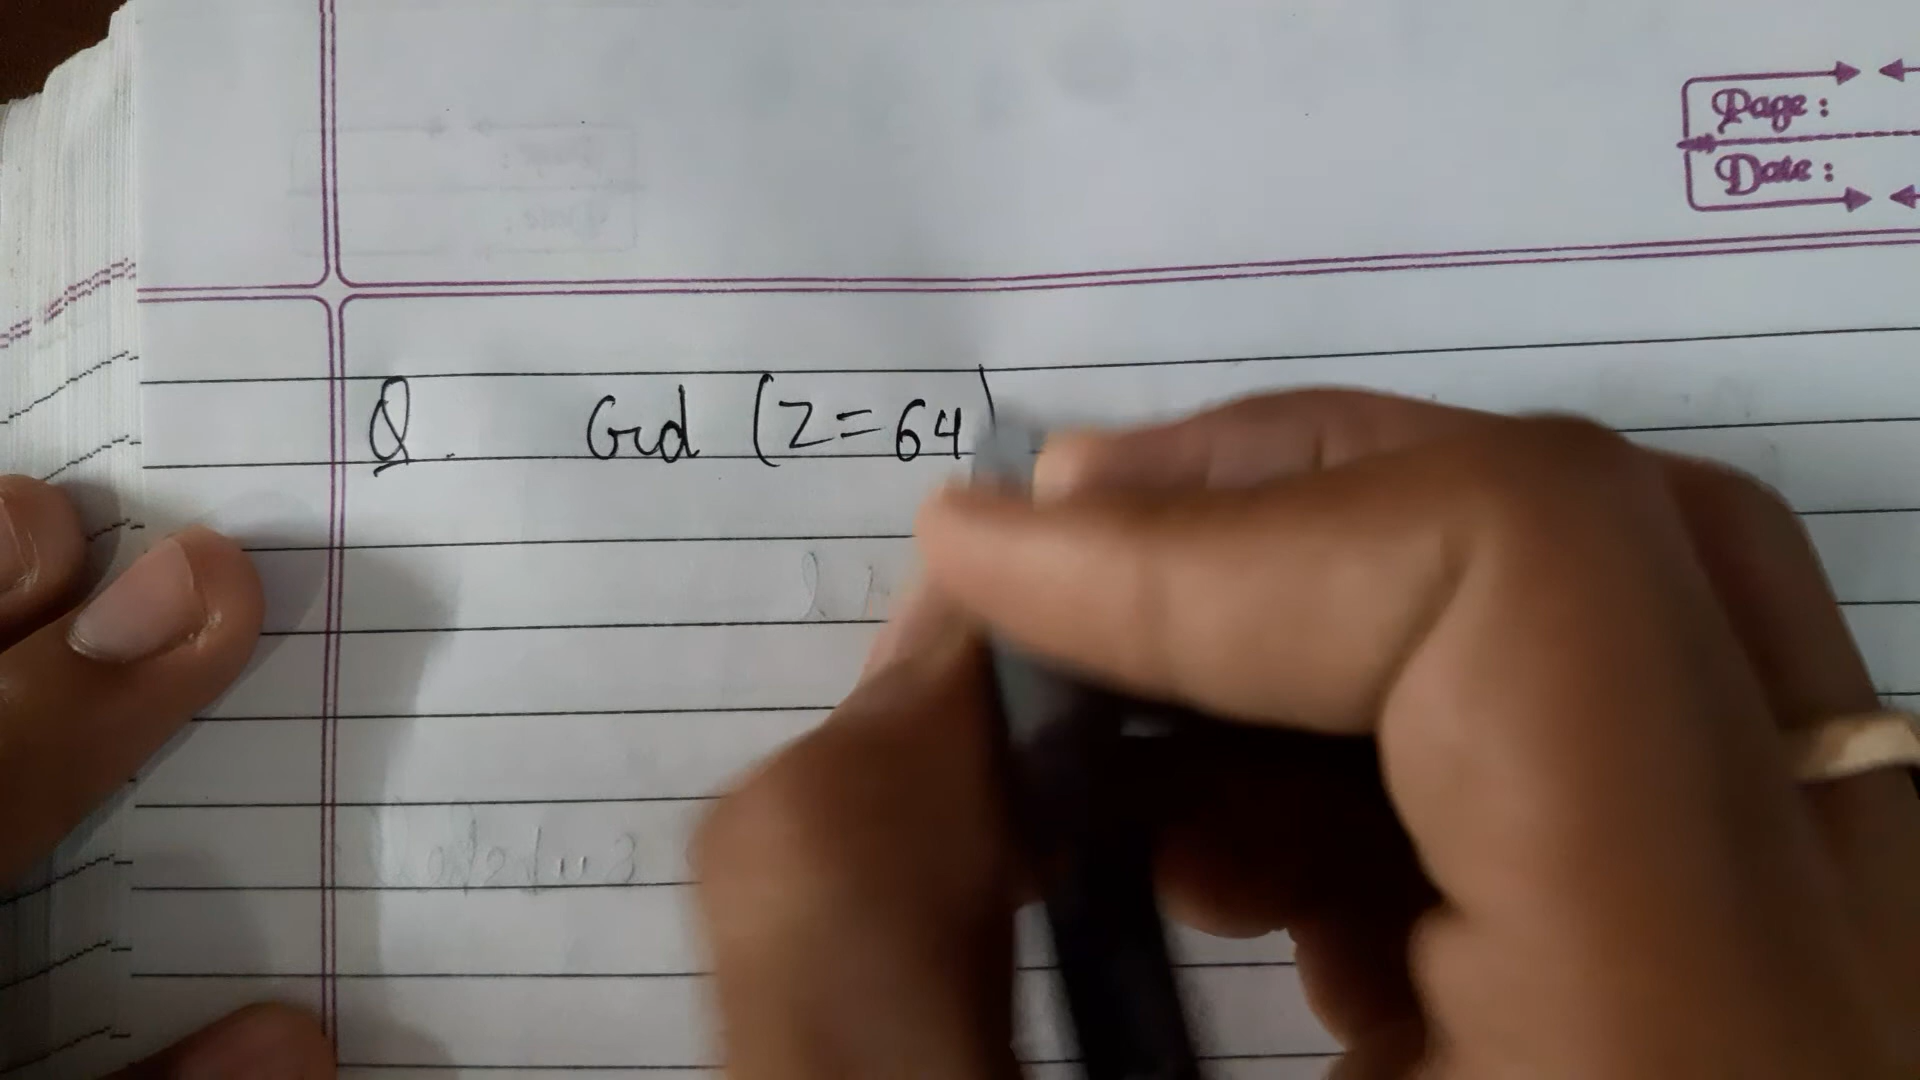 Page :
Date :
Q. Gd (Z=64)